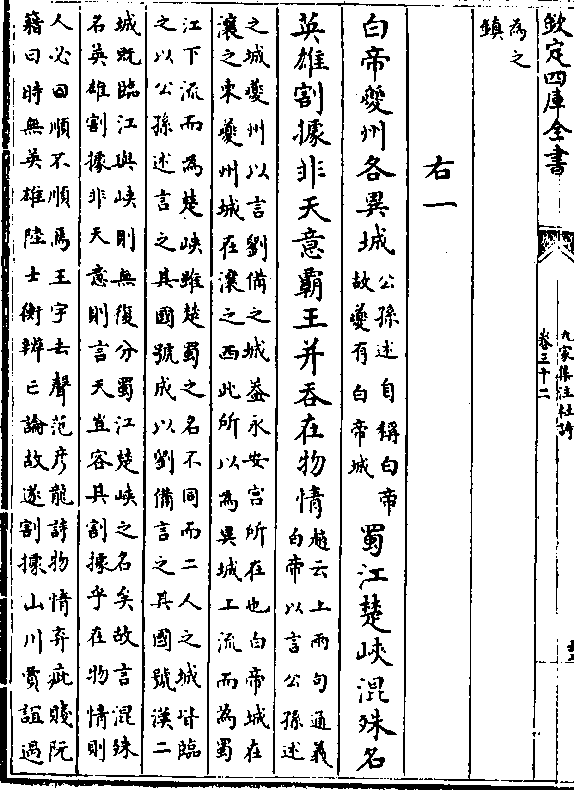 欽定四庫全書
九家集注杜詩
卷三十二
為之
鎮
右一
白帝夔州各異城
公孫述自稱白帝
故夔有白帝城
蜀江楚峽混殊名
英雄割據非天意霸王并吞在物情
趙云上兩句通義
白帝以言公孫述
之城夔州以言劉備之城蓋永安宫所在也白帝城在
瀼之東夔州城在瀼之西此所以為異城上流而為蜀
江下流而為楚峽雖楚蜀之名不同而二人之城皆臨
之以公孫述言之其國號成以劉備言之其國號漢二
城既臨江與峽則無復分蜀江楚峽之名矣故言混殊
名英雄割據非天意則言天豈容其割據乎在物情則
人必曰順不順焉王字去聲范彦龍詩物情弃疵賤阮
籍曰時無英雄陸士衡辨亡論故遂割據山川賈誼過